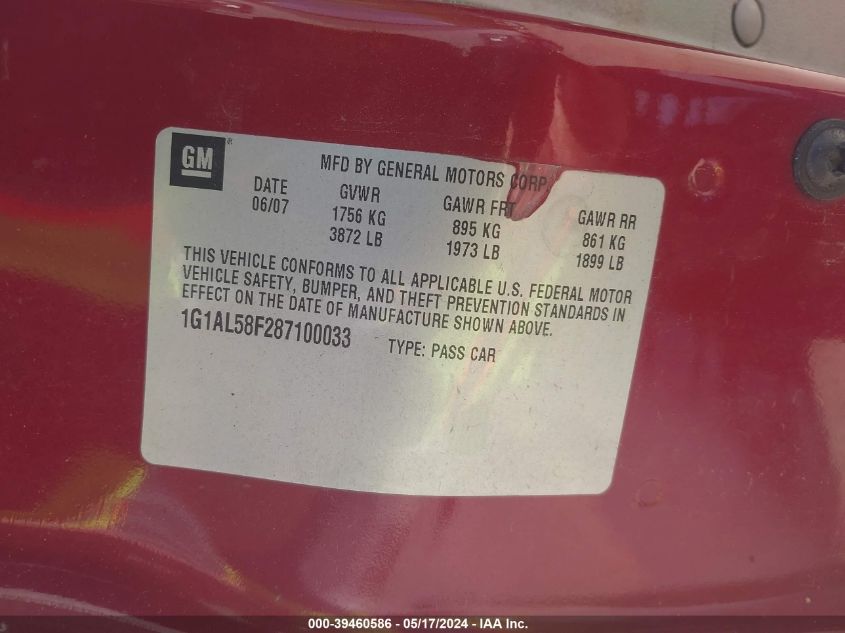 GM®
MFD BY GENERAL MOTORS CORP
DATE GVWR GAWR FRT GAWR RR
06/07 1756 KG 895 KG 861 KG
3872 LB 1973 LB 1899 LB
THIS VEHICLE CONFORMS TO ALL APPLICABLE U.S. FEDERAL MOTOR
VEHICLE SAFETY, BUMPER, AND THEFT PREVENTION STANDARDS IN
EFFECT ON THE DATE OF MANUFACTURE SHOWN ABOVE.
1G1AL58F287100033 TYPE: PASS CAR
000-39460586 - 05/17/2024 - IAA Inc.